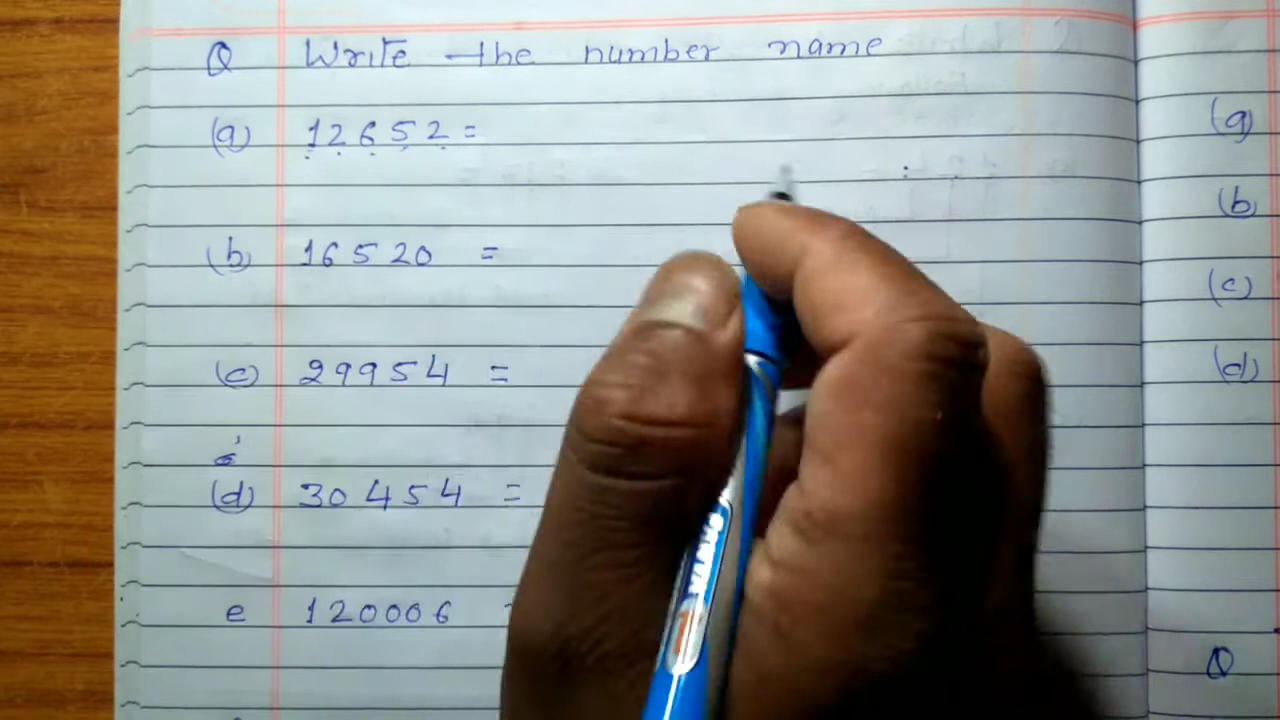 Q Write the number name
(a) 12652 =
(b) 16520 =
(c) 29954 =
(d) 30454 =
e 120006
(a)
(b)
(c)
(d)
Q